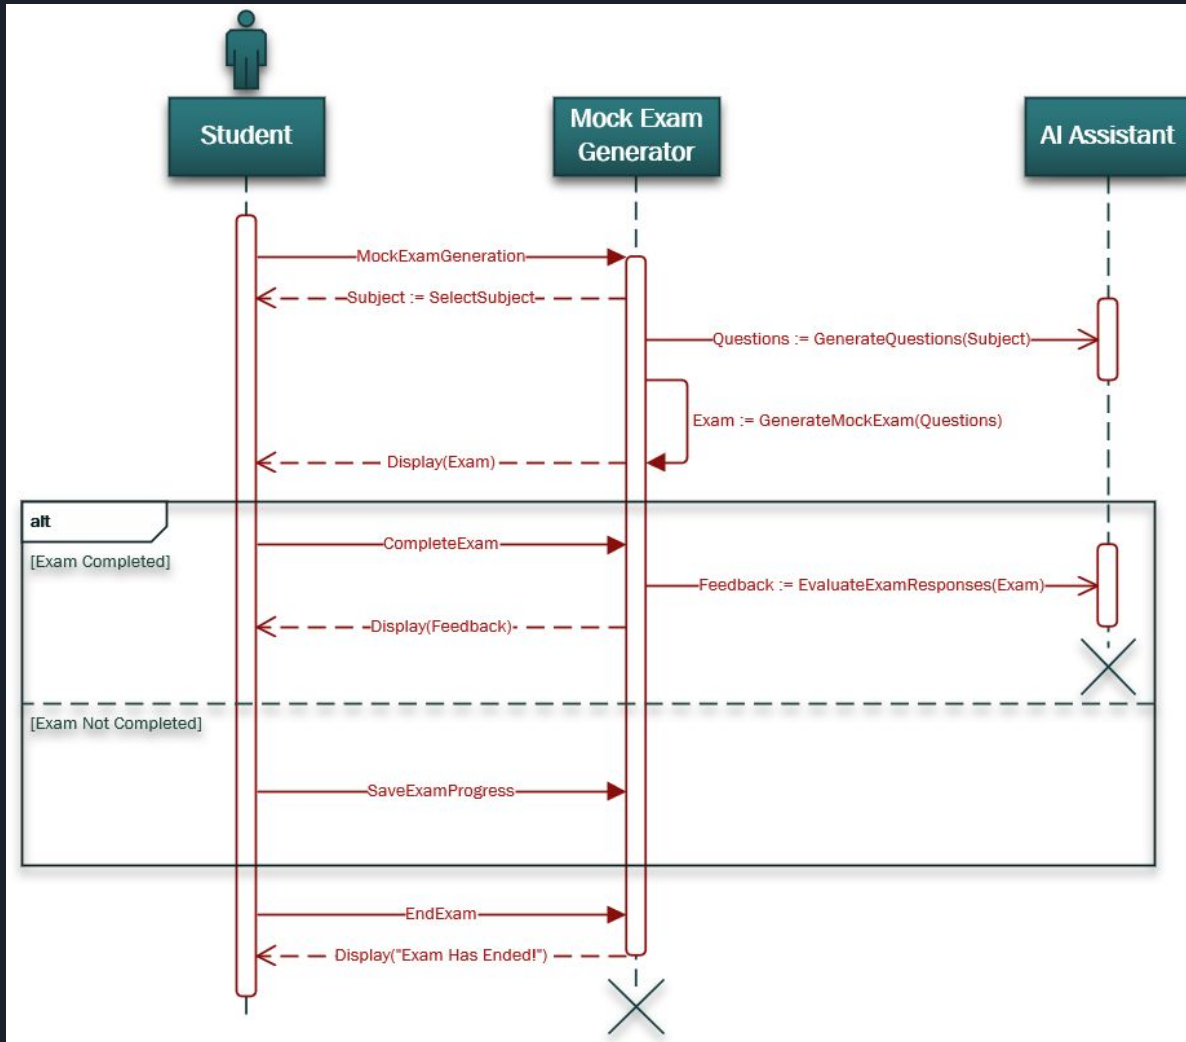 Student
Mock Exam
Generator
AI Assistant
MockExamGeneration
Subject := SelectSubject
Questions := GenerateQuestions(Subject)
Exam := GenerateMockExam(Questions)
Display(Exam)
alt
[Exam Completed]
CompleteExam
Feedback := EvaluateExamResponses(Exam)
Display(Feedback)
[Exam Not Completed]
SaveExamProgress
EndExam
Display("Exam Has Ended!")